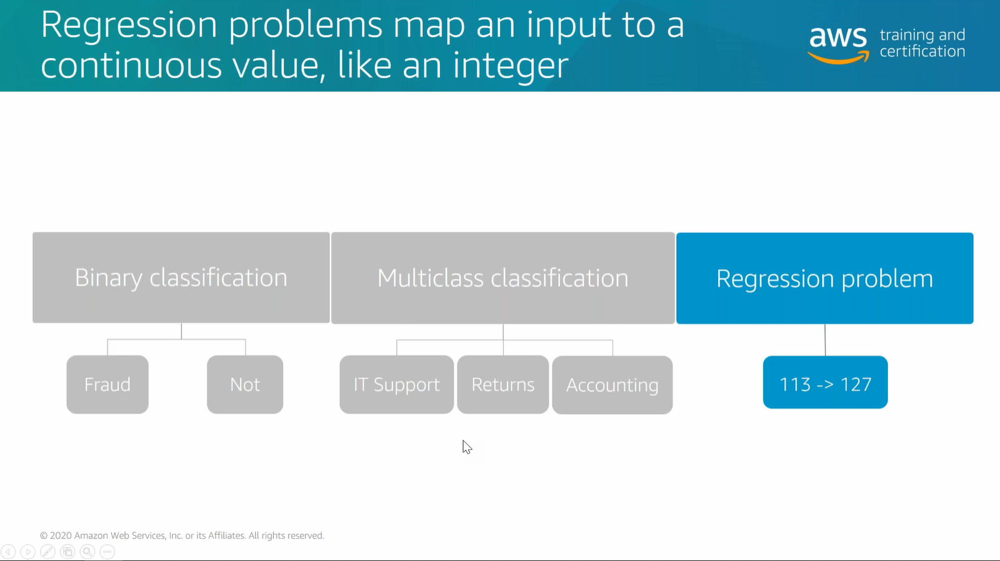 Regression problems map an input to a
continuous value, like an integer
aws
training and
certification
Binary classification
Multiclass classification
Regression problem
Fraud
Not
IT Support
Returns
Accounting
113 -> 127
© 2020 Amazon Web Services, Inc. or its Affiliates. All rights reserved.